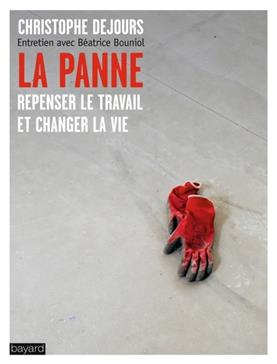 CHRISTOPHE DEJOURS
Entretien avec Béatrice Bouniol
LA PANNE
REPENSER LE TRAVAIL
ET CHANGER LA VIE
bayard